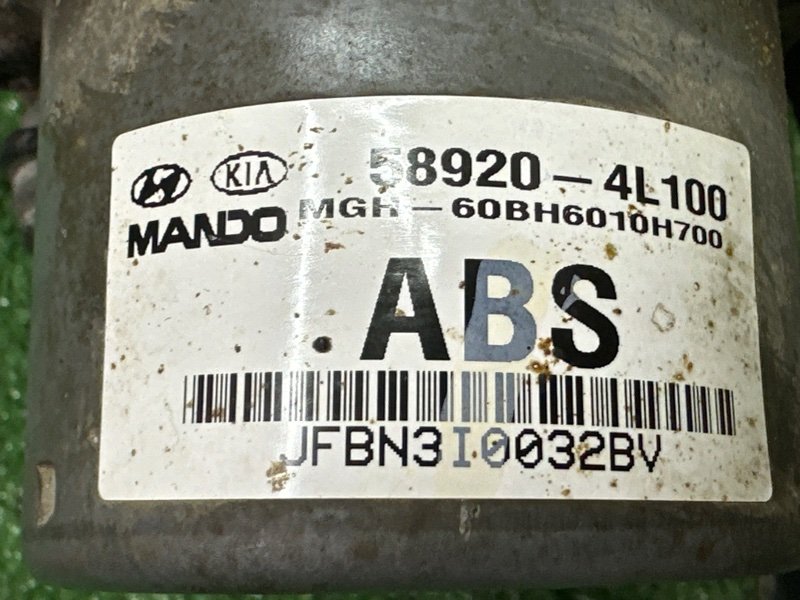 KIA 58920-4L100
MANDO MGH-60BH6010H700
ABS
JFBN3I0032BV